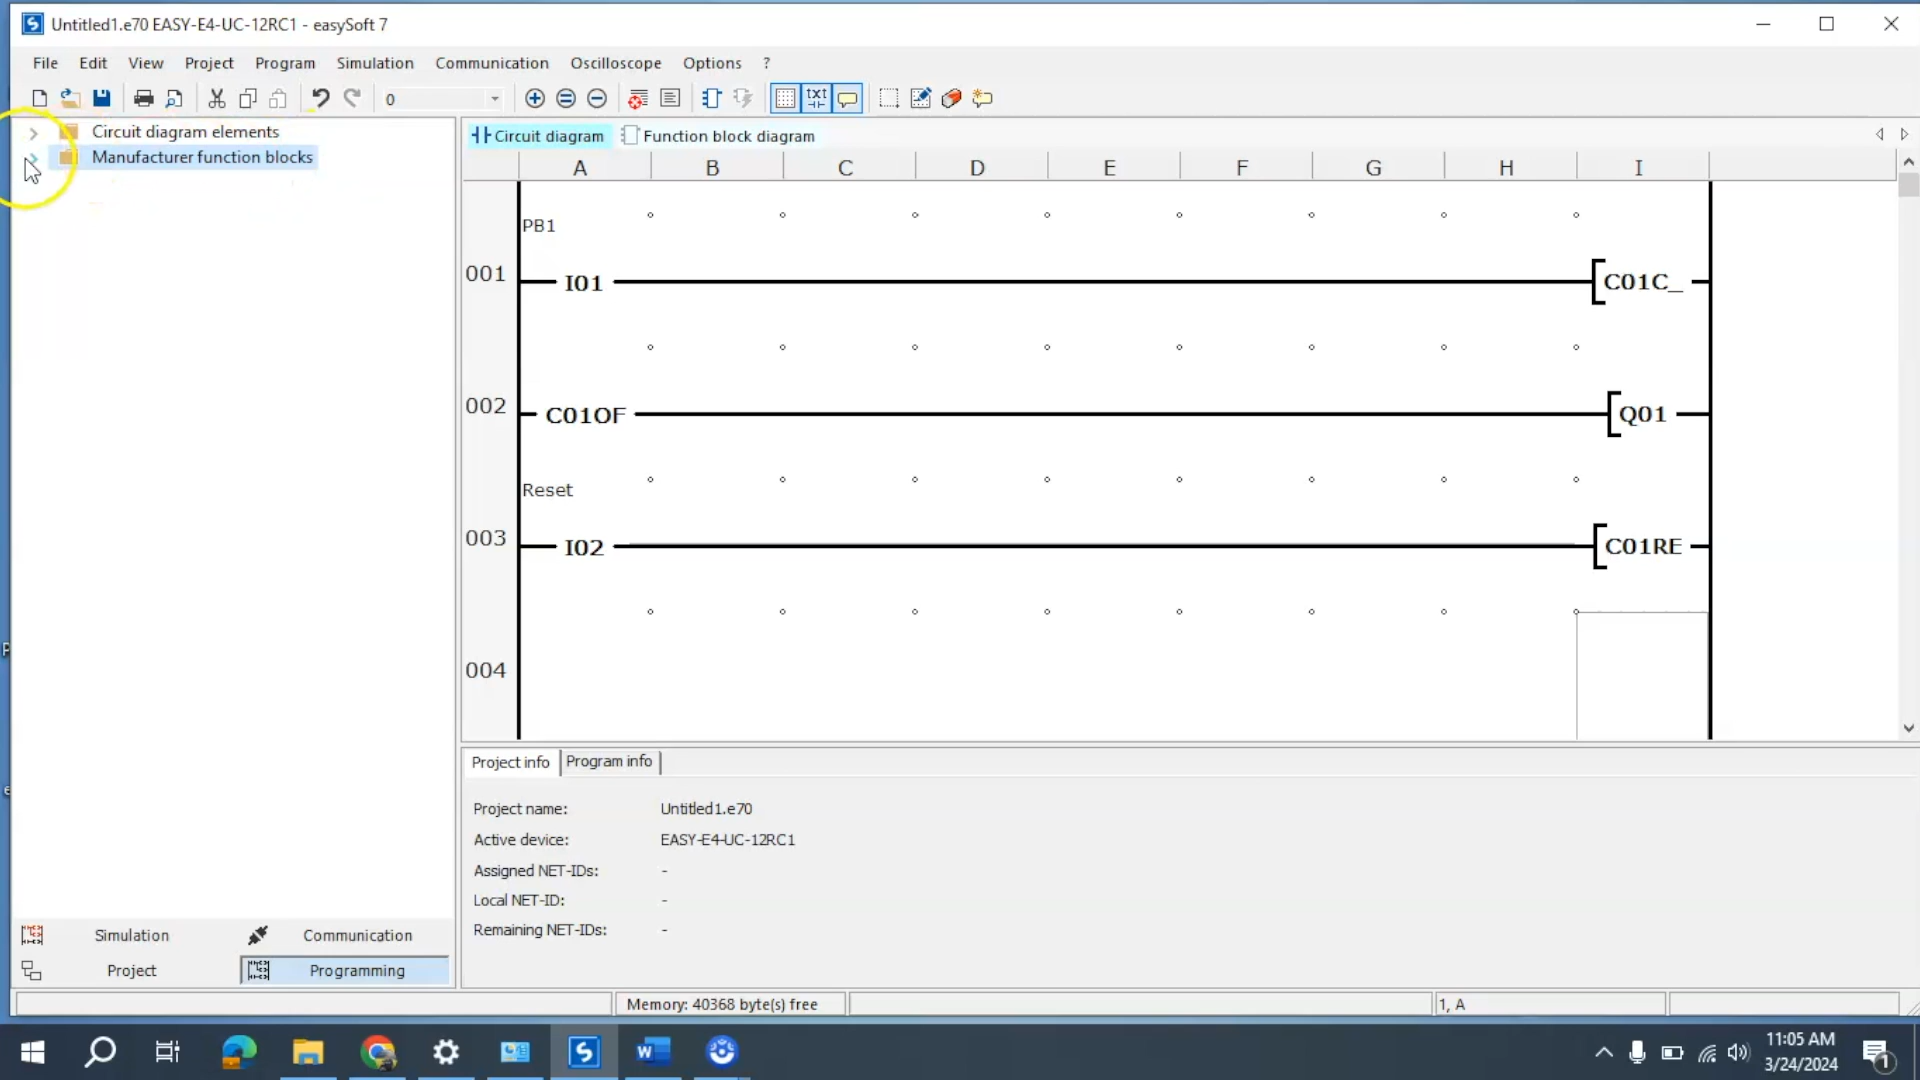 Untitled1.e70 EASY-E4-UC-12RC1 - easySoft 7
File Edit View Project Program Simulation Communication Oscilloscope Options ?
0
Circuit diagram elements
Manufacturer function blocks
Circuit diagram Function block diagram
A B C D E F G H I
PB1
001 I01 C01C_
002 C01OF Q01
Reset
003 I02 C01RE
004
Project info Program info
Project name: Untitled1.e70
Active device: EASY-E4-UC-12RC1
Assigned NET-IDs: -
Local NET-ID: -
Remaining NET-IDs: -
Simulation Communication
Project Programming
Memory: 40368 byte(s) free 1, A
11:05 AM
3/24/2024
1